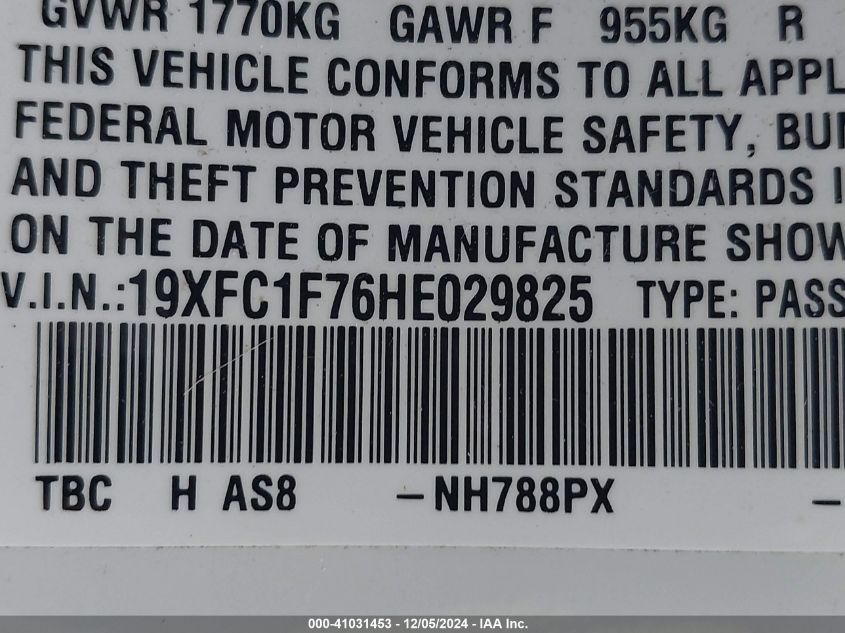 GVWR 1770KG GAWR F 955KG R
THIS VEHICLE CONFORMS TO ALL APPL
FEDERAL MOTOR VEHICLE SAFETY, BU
AND THEFT PREVENTION STANDARDS I
ON THE DATE OF MANUFACTURE SHOW
V.I.N.:19XFC1F76HE029825 TYPE: PASS
TBC H AS8 -NH788PX -
000-41031453 - 12/05/2024 - IAA Inc.